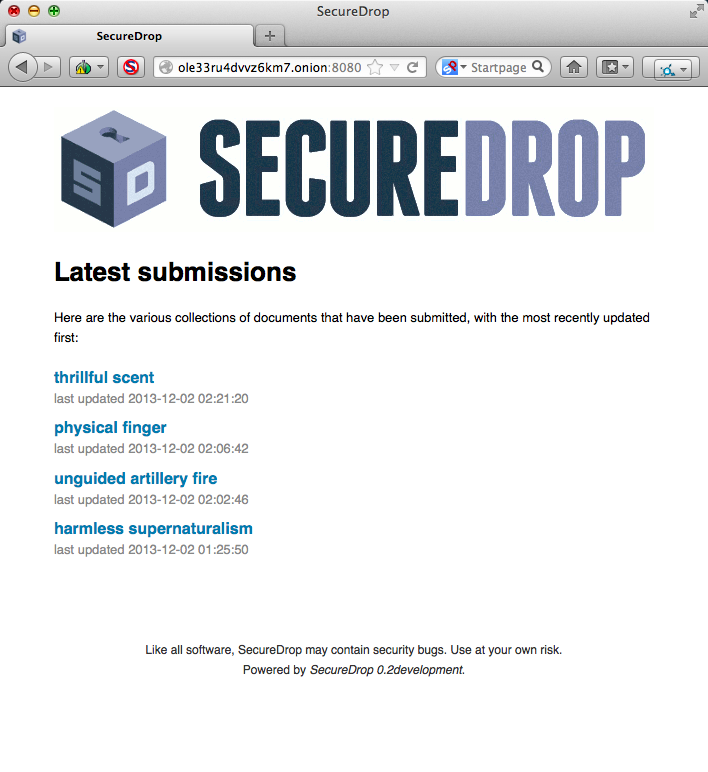 SecureDrop
SecureDrop
ole33ru4dvvz6km7.onion:8080
Startpage
SD
SECUREDROP
Latest submissions
Here are the various collections of documents that have been submitted, with the most recently updated
first:
thrillful scent
last updated 2013-12-02 02:21:20
physical finger
last updated 2013-12-02 02:06:42
unguided artillery fire
last updated 2013-12-02 02:02:46
harmless supernaturalism
last updated 2013-12-02 01:25:50
Like all software, SecureDrop may contain security bugs. Use at your own risk.
Powered by SecureDrop 0.2development.